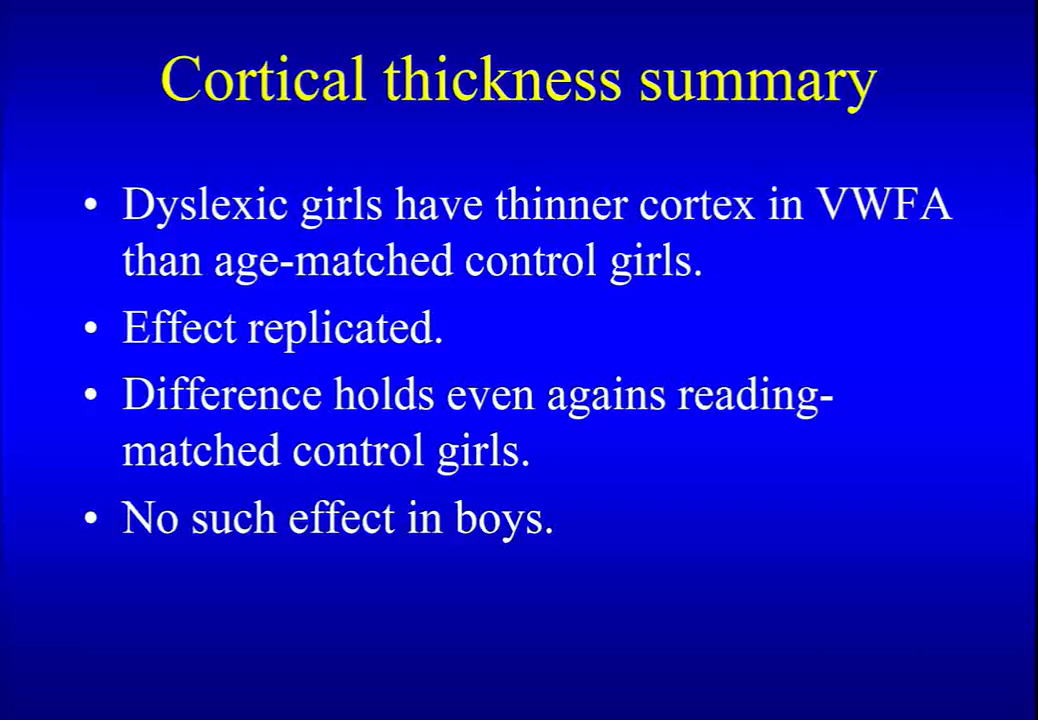 Cortical thickness summary
• Dyslexic girls have thinner cortex in VWFA
than age-matched control girls.
• Effect replicated.
• Difference holds even agains reading-
matched control girls.
• No such effect in boys.